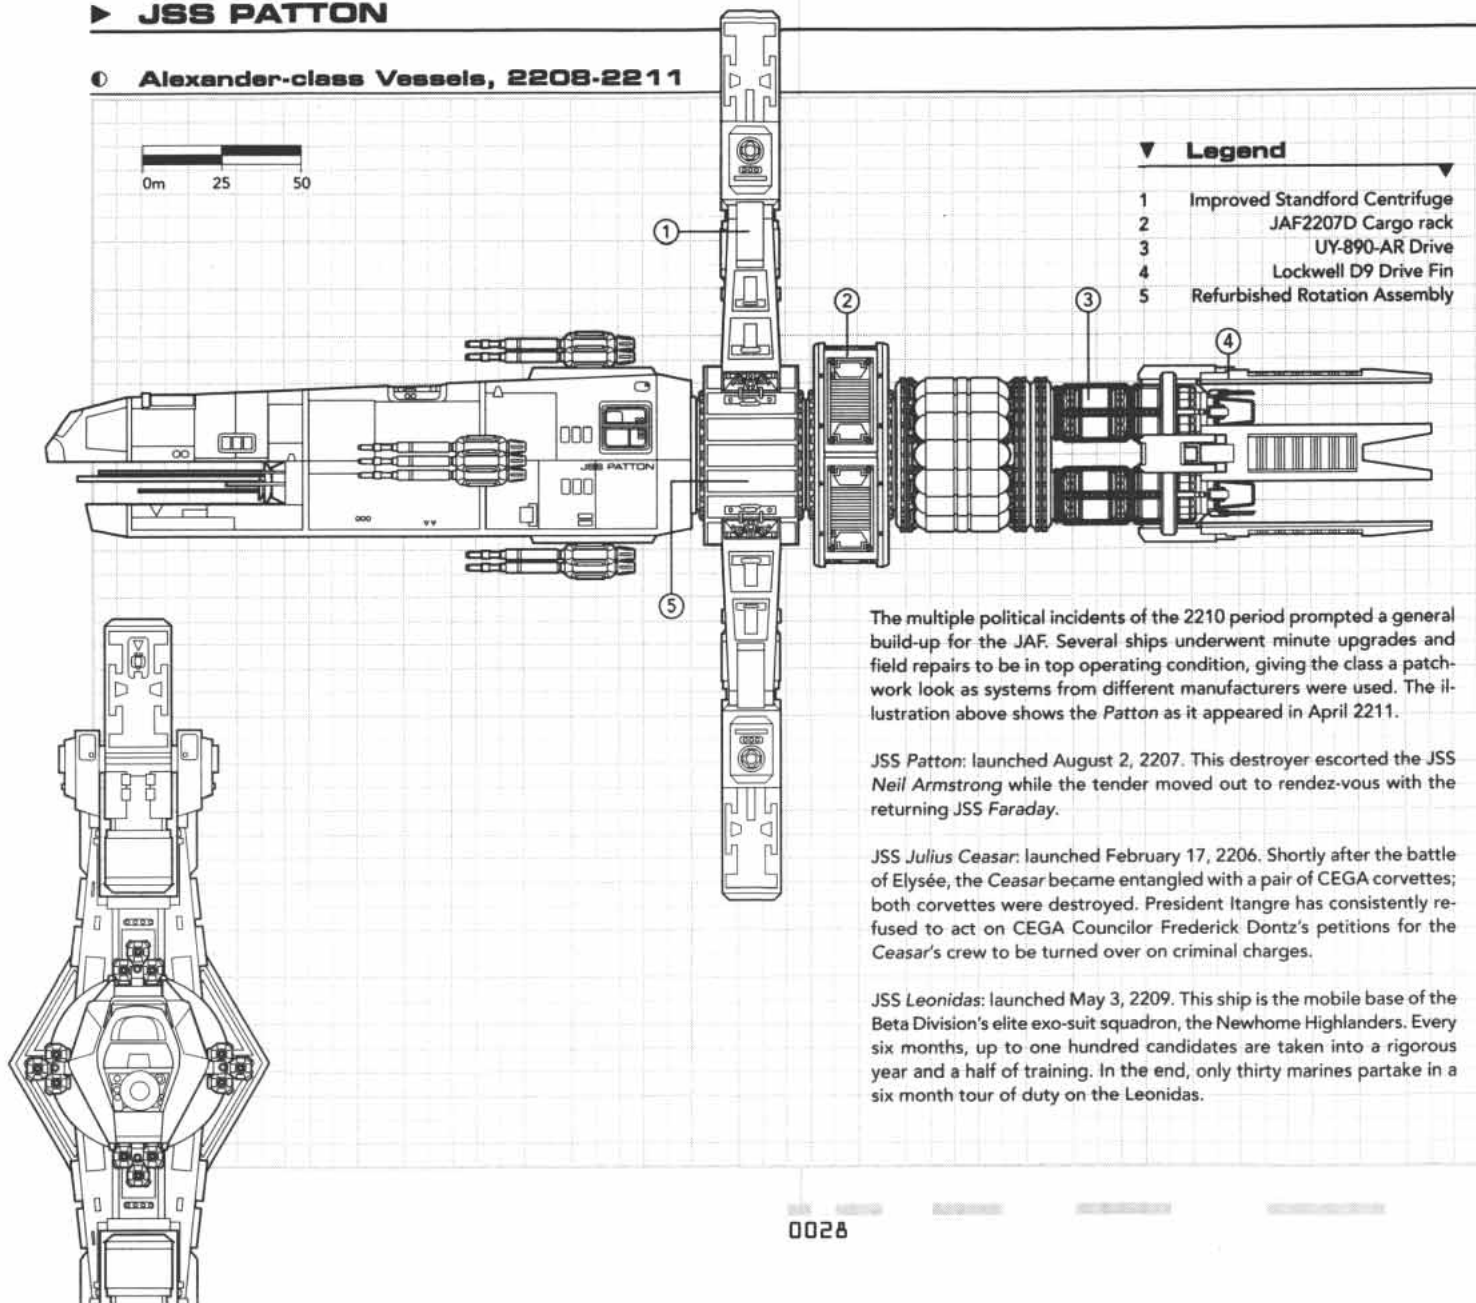 JSS PATTON
Alexander-class Vessels, 2208-2211
0m 25 50
Legend
1 Improved Standford Centrifuge
2 JAF2207D Cargo rack
3 UY-890-AR Drive
4 Lockwell D9 Drive Fin
5 Refurbished Rotation Assembly
1
2
3
4
JSS PATTON
5
The multiple political incidents of the 2210 period prompted a general
build-up for the JAF. Several ships underwent minute upgrades and
field repairs to be in top operating condition, giving the class a patch-
work look as systems from different manufacturers were used. The il-
lustration above shows the Patton as it appeared in April 2211.
JSS Patton: launched August 2, 2207. This destroyer escorted the JSS
Neil Armstrong while the tender moved out to rendez-vous with the
returning JSS Faraday.
JSS Julius Ceasar: launched February 17, 2206. Shortly after the battle
of Elysée, the Ceasar became entangled with a pair of CEGA corvettes;
both corvettes were destroyed. President Itangre has consistently re-
fused to act on CEGA Councilor Frederick Dontz's petitions for the
Ceasar's crew to be turned over on criminal charges.
JSS Leonidas: launched May 3, 2209. This ship is the mobile base of the
Beta Division's elite exo-suit squadron, the Newhome Highlanders. Every
six months, up to one hundred candidates are taken into a rigorous
year and a half of training. In the end, only thirty marines partake in a
six month tour of duty on the Leonidas.
0028